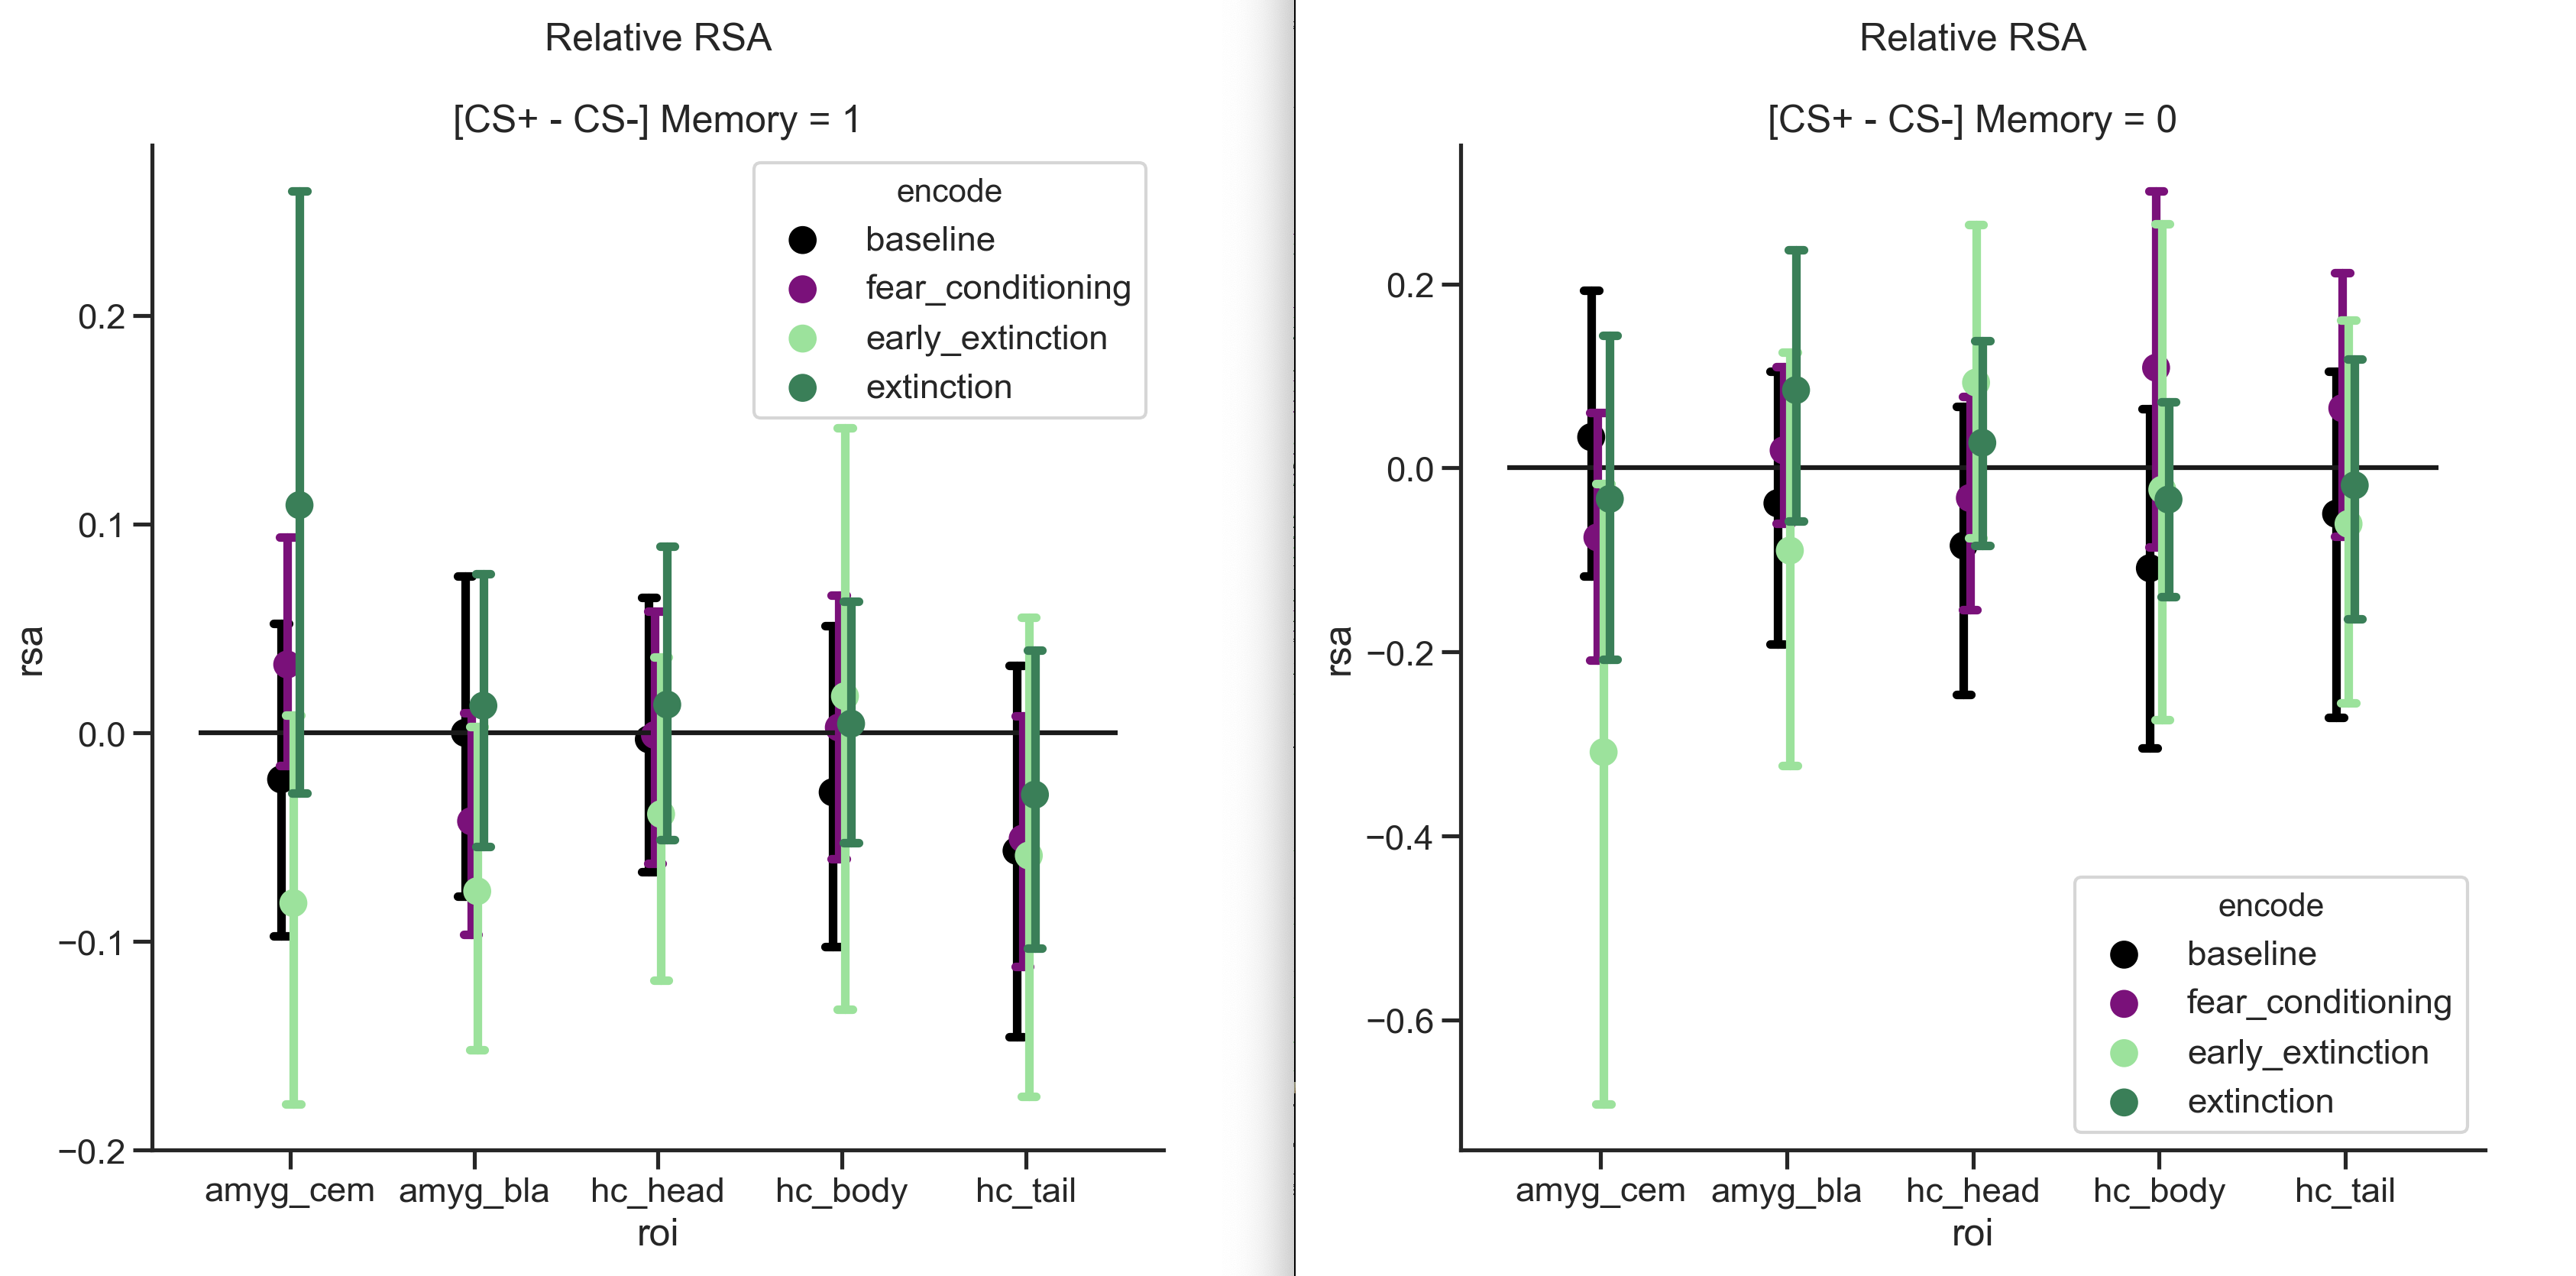 Relative RSA
[CS+ - CS-] Memory = 1
encode
baseline
fear_conditioning
early_extinction
extinction
0.2
0.1
0.0
−0.1
−0.2
rsa
amyg_cem amyg_bla hc_head hc_body hc_tail
roi
Relative RSA
[CS+ - CS-] Memory = 0
0.2
0.0
−0.2
−0.4
−0.6
rsa
encode
baseline
fear_conditioning
early_extinction
extinction
amyg_cem amyg_bla hc_head hc_body hc_tail
roi